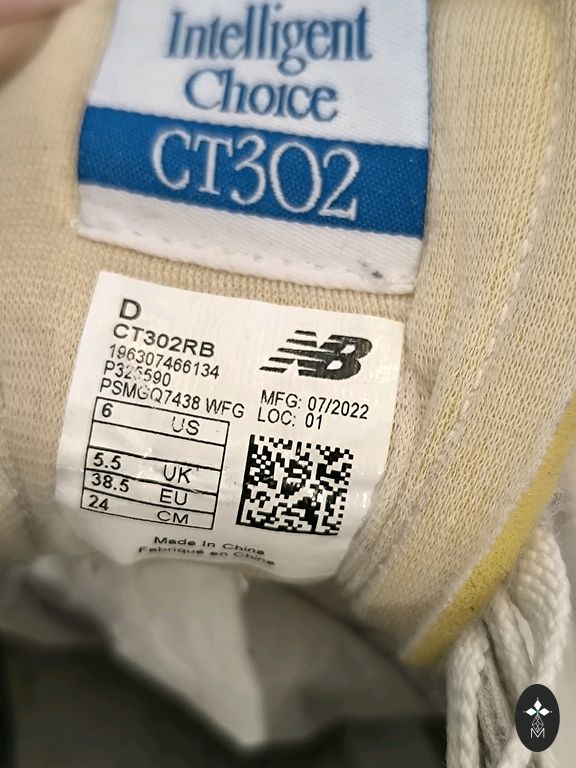 Intelligent
Choice
CT302
D
CT302RB
196307466134
P325590
PSMGQ7438 WFG
NB
MFG: 07/2022
LOC: 01
6 US
5.5 UK
38.5 EU
24 CM
Made In China
Fabriqué en Chine
M